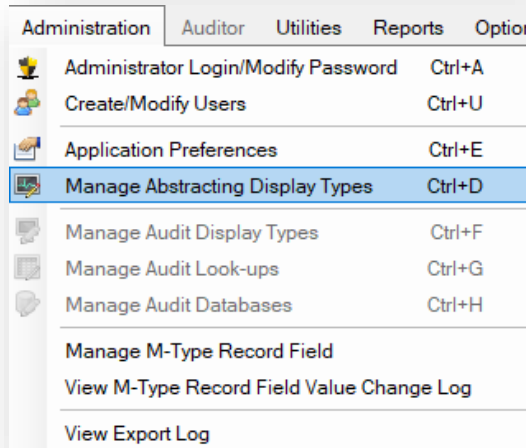 Administration Auditor Utilities Reports Option
Administrator Login/Modify Password Ctrl+A
Create/Modify Users Ctrl+U
Application Preferences Ctrl+E
Manage Abstracting Display Types Ctrl+D
Manage Audit Display Types Ctrl+F
Manage Audit Look-ups Ctrl+G
Manage Audit Databases Ctrl+H
Manage M-Type Record Field
View M-Type Record Field Value Change Log
View Export Log